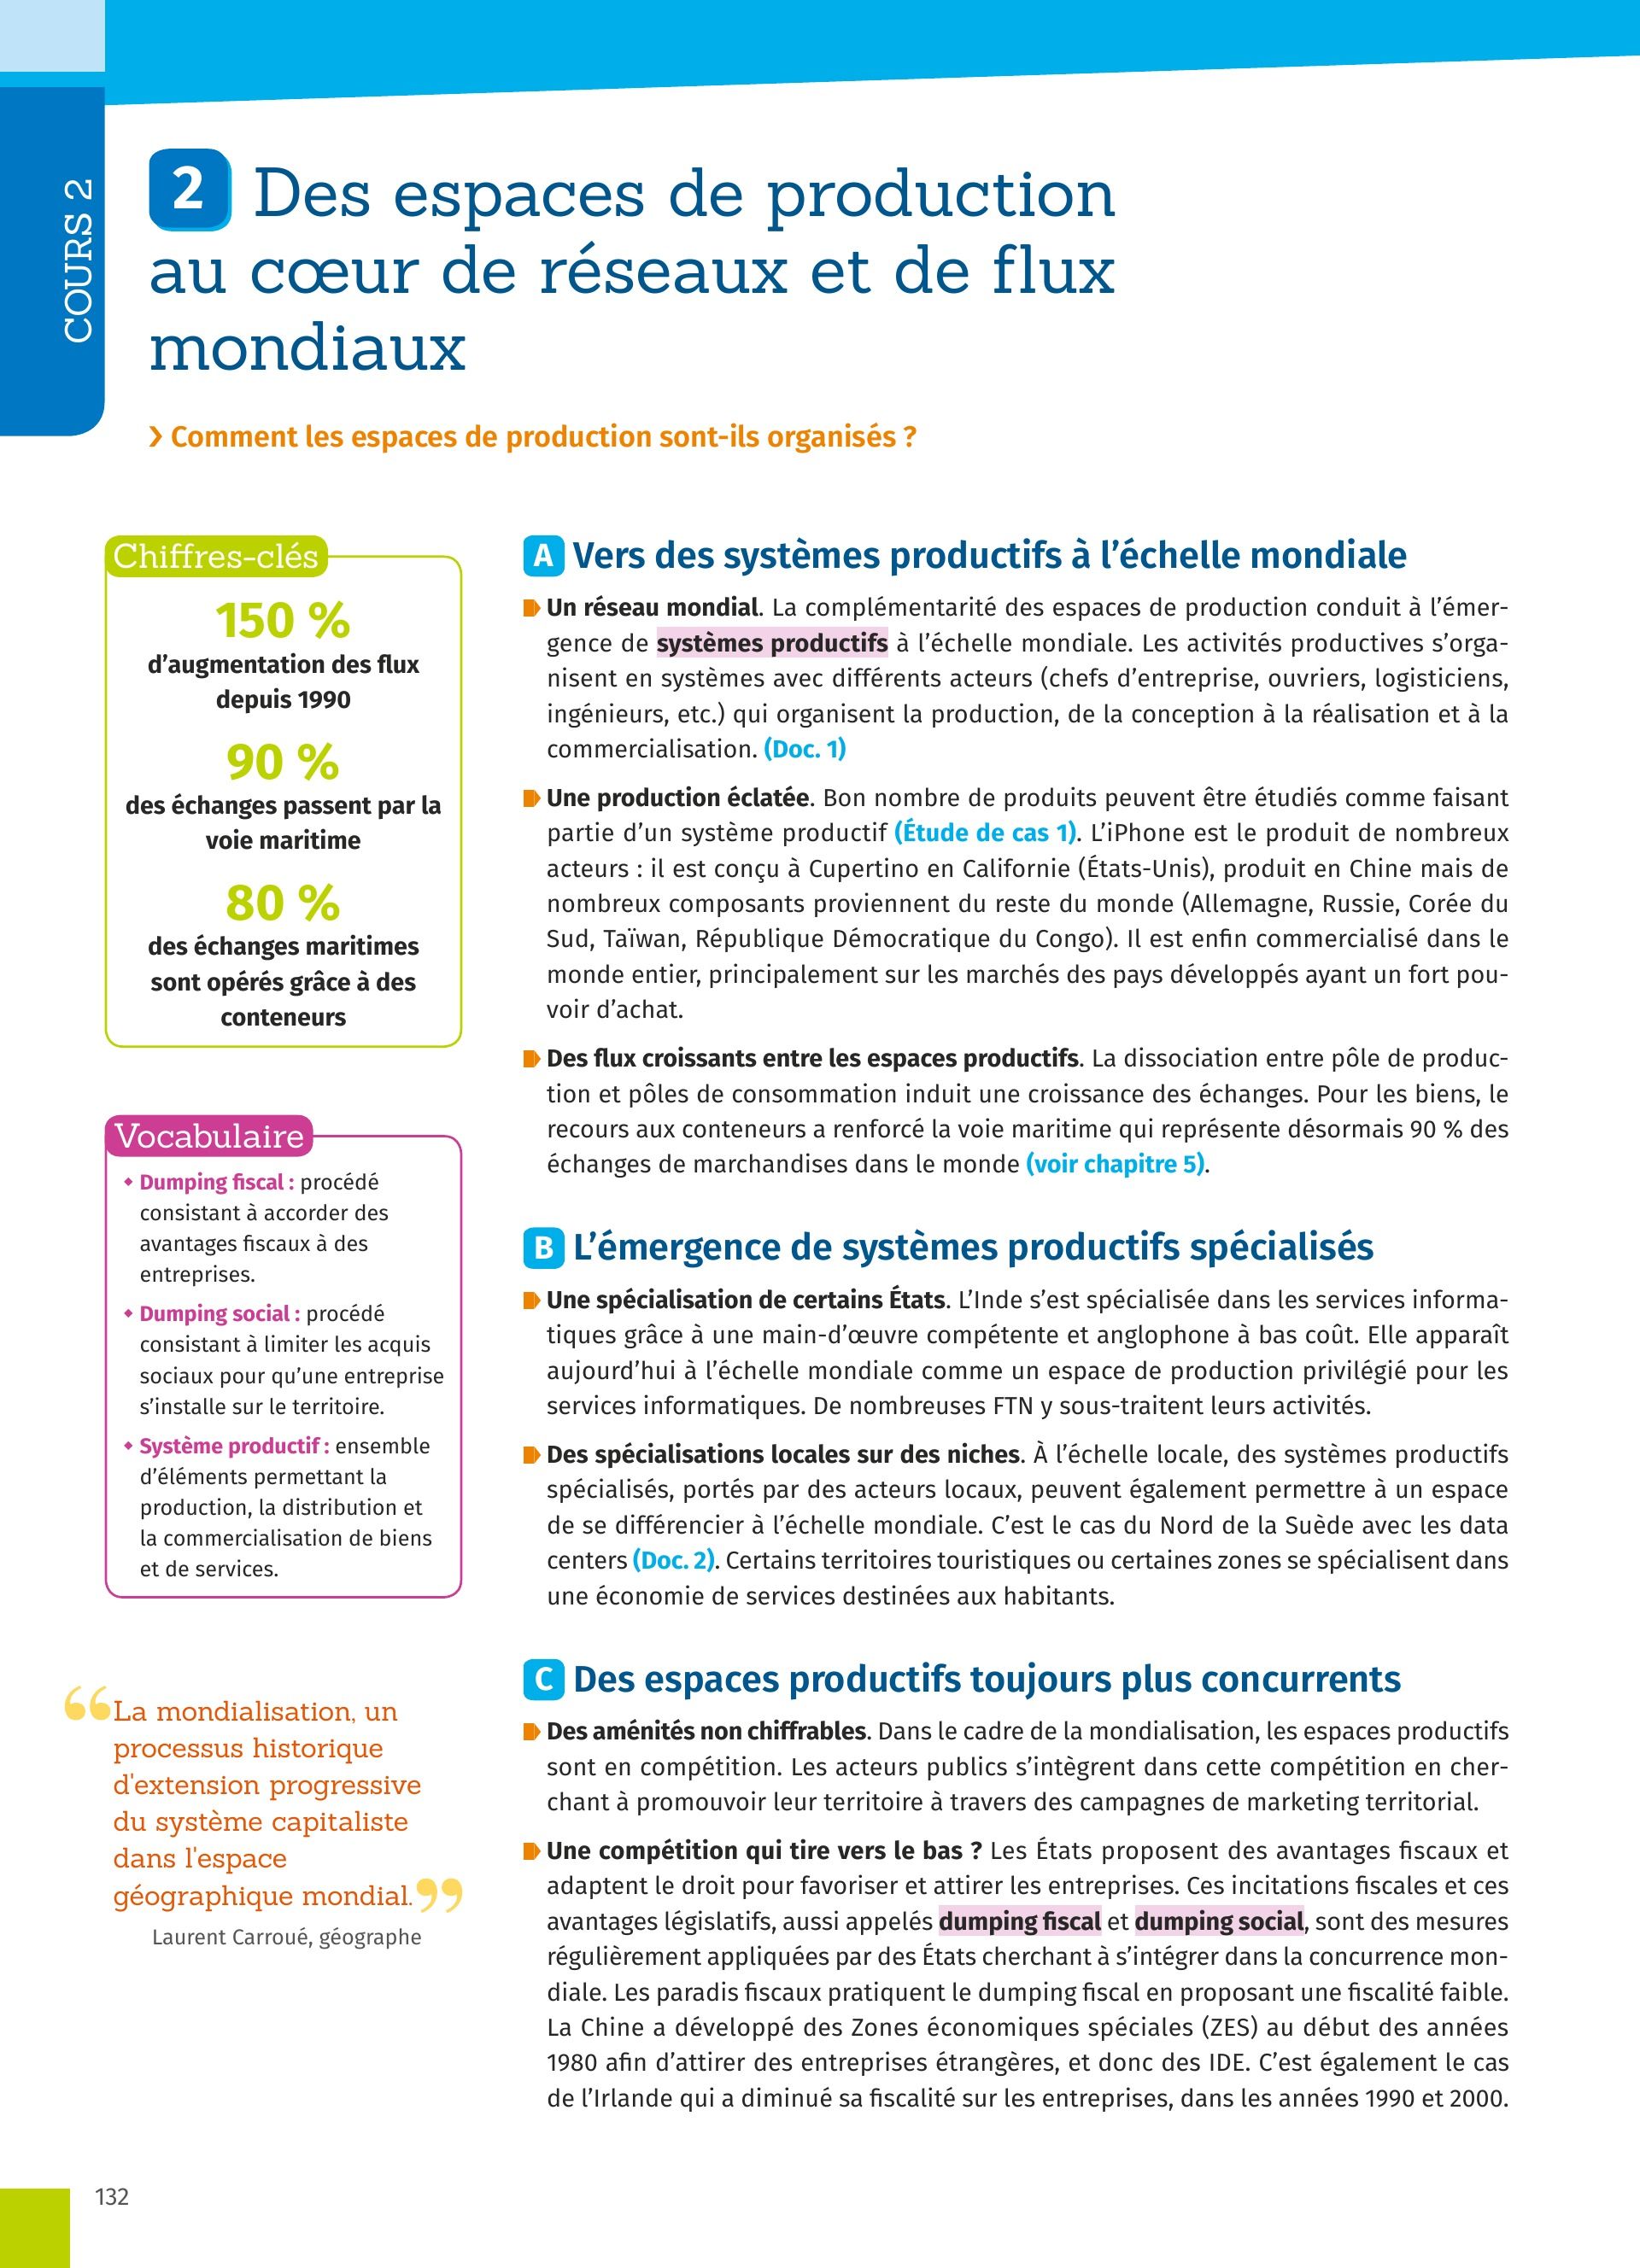 COURS 2
2 Des espaces de production
au cœur de réseaux et de flux
mondiaux
› Comment les espaces de production sont-ils organisés ?
Chiffres-clés
150 %
d’augmentation des flux
depuis 1990
90 %
des échanges passent par la
voie maritime
80 %
des échanges maritimes
sont opérés grâce à des
conteneurs
Vocabulaire
• Dumping fiscal : procédé
consistant à accorder des
avantages fiscaux à des
entreprises.
• Dumping social : procédé
consistant à limiter les acquis
sociaux pour qu’une entreprise
s’installe sur le territoire.
• Système productif : ensemble
d’éléments permettant la
production, la distribution et
la commercialisation de biens
et de services.
“La mondialisation, un
processus historique
d'extension progressive
du système capitaliste
dans l'espace
géographique mondial.”
Laurent Carroué, géographe
A Vers des systèmes productifs à l’échelle mondiale
Un réseau mondial. La complémentarité des espaces de production conduit à l’émer-
gence de systèmes productifs à l’échelle mondiale. Les activités productives s’orga-
nisent en systèmes avec différents acteurs (chefs d’entreprise, ouvriers, logisticiens,
ingénieurs, etc.) qui organisent la production, de la conception à la réalisation et à la
commercialisation. (Doc. 1)
Une production éclatée. Bon nombre de produits peuvent être étudiés comme faisant
partie d’un système productif (Étude de cas 1). L’iPhone est le produit de nombreux
acteurs : il est conçu à Cupertino en Californie (États-Unis), produit en Chine mais de
nombreux composants proviennent du reste du monde (Allemagne, Russie, Corée du
Sud, Taïwan, République Démocratique du Congo). Il est enfin commercialisé dans le
monde entier, principalement sur les marchés des pays développés ayant un fort pou-
voir d’achat.
Des flux croissants entre les espaces productifs. La dissociation entre pôle de produc-
tion et pôles de consommation induit une croissance des échanges. Pour les biens, le
recours aux conteneurs a renforcé la voie maritime qui représente désormais 90 % des
échanges de marchandises dans le monde (voir chapitre 5).
B L’émergence de systèmes productifs spécialisés
Une spécialisation de certains États. L’Inde s’est spécialisée dans les services informa-
tiques grâce à une main-d’œuvre compétente et anglophone à bas coût. Elle apparaît
aujourd’hui à l’échelle mondiale comme un espace de production privilégié pour les
services informatiques. De nombreuses FTN y sous-traitent leurs activités.
Des spécialisations locales sur des niches. À l’échelle locale, des systèmes productifs
spécialisés, portés par des acteurs locaux, peuvent également permettre à un espace
de se différencier à l’échelle mondiale. C’est le cas du Nord de la Suède avec les data
centers (Doc. 2). Certains territoires touristiques ou certaines zones se spécialisent dans
une économie de services destinées aux habitants.
C Des espaces productifs toujours plus concurrents
Des aménités non chiffrables. Dans le cadre de la mondialisation, les espaces productifs
sont en compétition. Les acteurs publics s’intègrent dans cette compétition en cher-
chant à promouvoir leur territoire à travers des campagnes de marketing territorial.
Une compétition qui tire vers le bas ? Les États proposent des avantages fiscaux et
adaptent le droit pour favoriser et attirer les entreprises. Ces incitations fiscales et ces
avantages législatifs, aussi appelés dumping fiscal et dumping social, sont des mesures
régulièrement appliquées par des États cherchant à s’intégrer dans la concurrence mon-
diale. Les paradis fiscaux pratiquent le dumping fiscal en proposant une fiscalité faible.
La Chine a développé des Zones économiques spéciales (ZES) au début des années
1980 afin d’attirer des entreprises étrangères, et donc des IDE. C’est également le cas
de l’Irlande qui a diminué sa fiscalité sur les entreprises, dans les années 1990 et 2000.
132